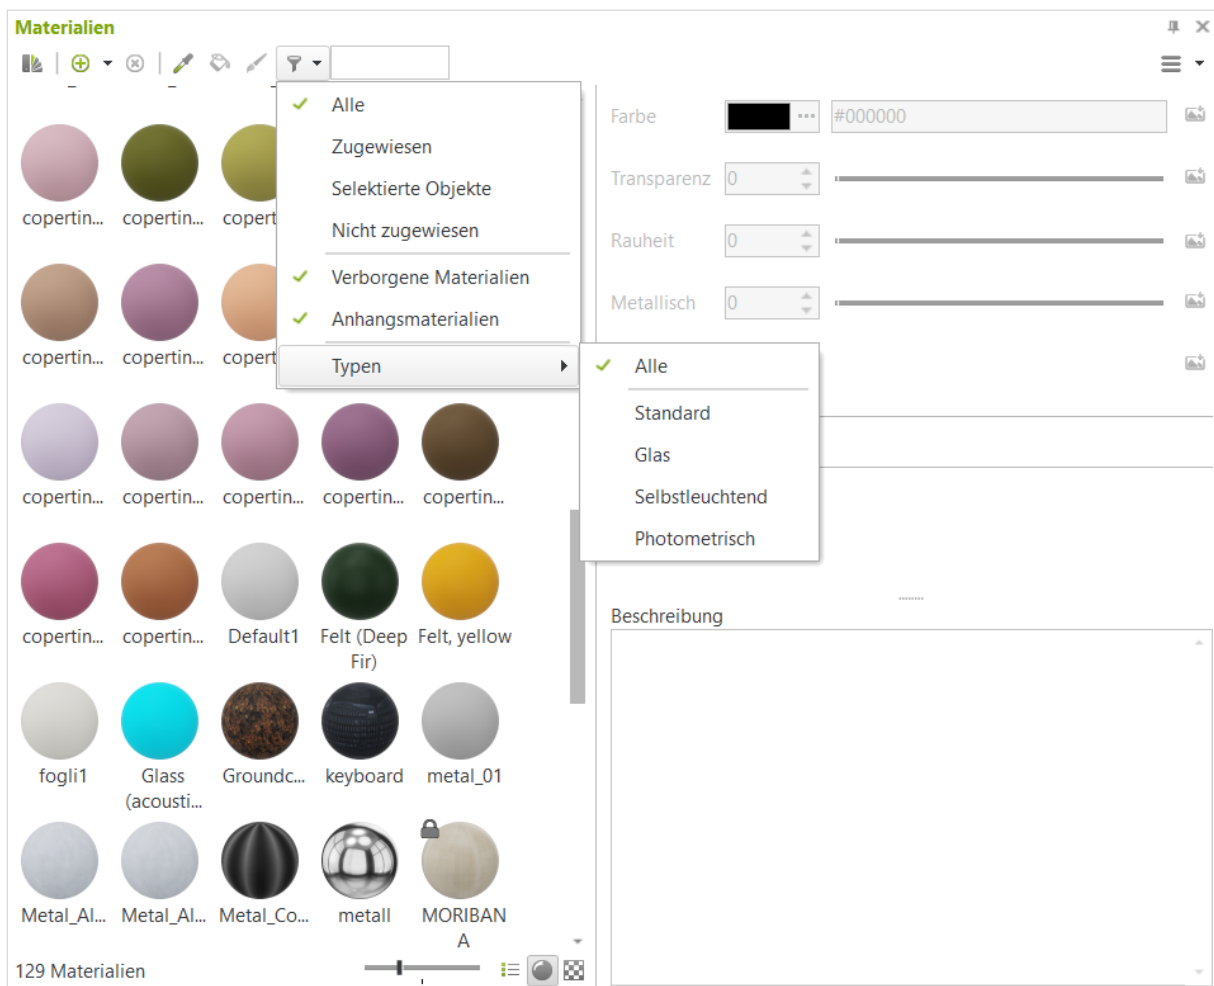 Materialien
Alle
Zugewiesen
Selektierte Objekte
Nicht zugewiesen
Verborgene Materialien
Anhangsmaterialien
Typen
Alle
Standard
Glas
Selbstleuchtend
Photometrisch
copertin... copertin... copert
copertin... copertin... copert
copertin... copertin... copertin... copertin... copertin...
copertin... copertin... Default1 Felt (Deep Felt, yellow
Fir)
fogli1 Glass Groundc... keyboard metal_01
(acousti...
Metal_Al... Metal_Al... Metal_Co... metall MORIBAN
A
129 Materialien
Farbe #000000
Transparenz 0
Rauheit 0
Metallisch 0
Beschreibung